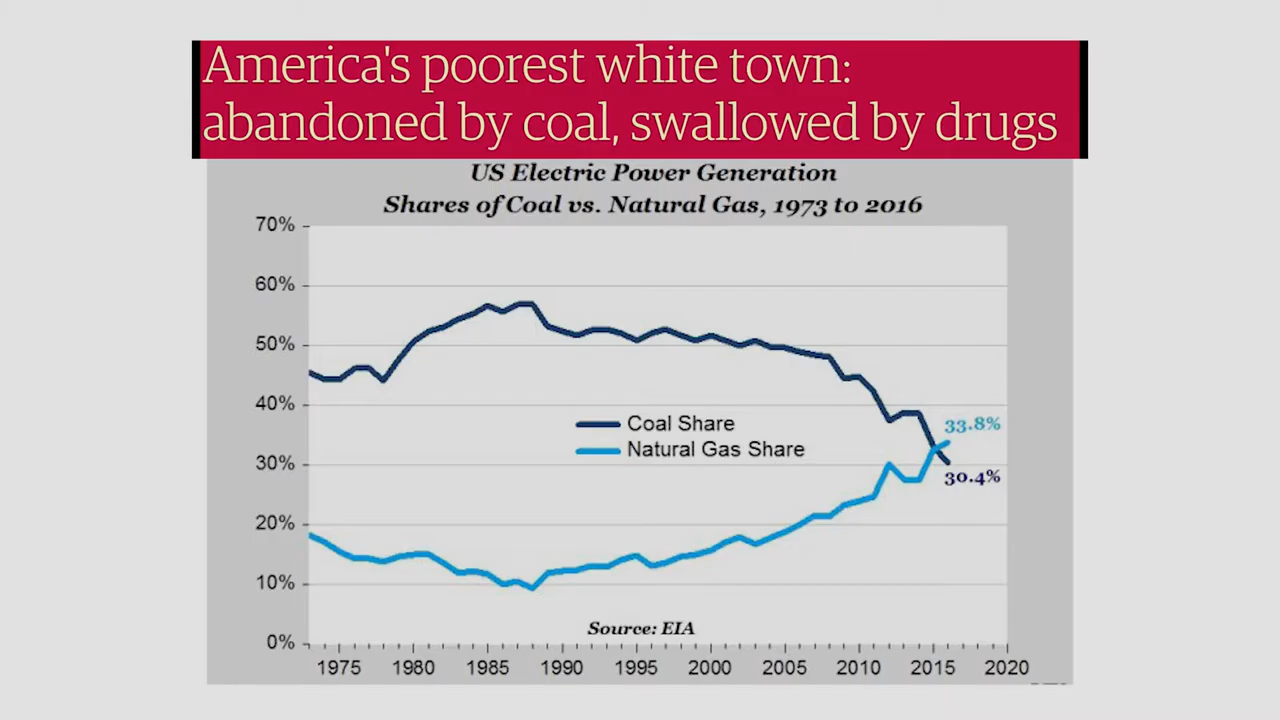 America's poorest white town:
abandoned by coal, swallowed by drugs
US Electric Power Generation
Shares of Coal vs. Natural Gas, 1973 to 2016
70%
60%
50%
40%
Coal Share
33.8%
Natural Gas Share
30%
30.4%
20%
10%
Source: EIA
0%
1975 1980 1985 1990 1995 2000 2005 2010 2015 2020